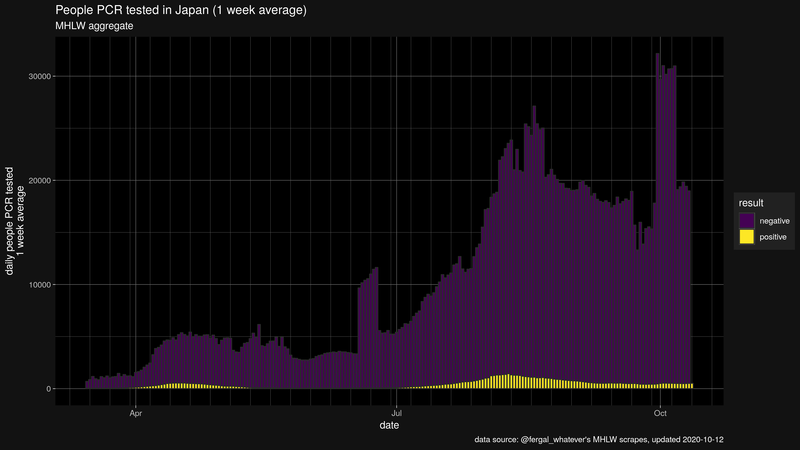 People PCR tested in Japan (1 week average)
MHLW aggregate
daily people PCR tested
1 week average
30000
20000
10000
0
Apr
Jul
Oct
date
result
negative
positive
data source: @fergal_whatever's MHLW scrapes, updated 2020-10-12